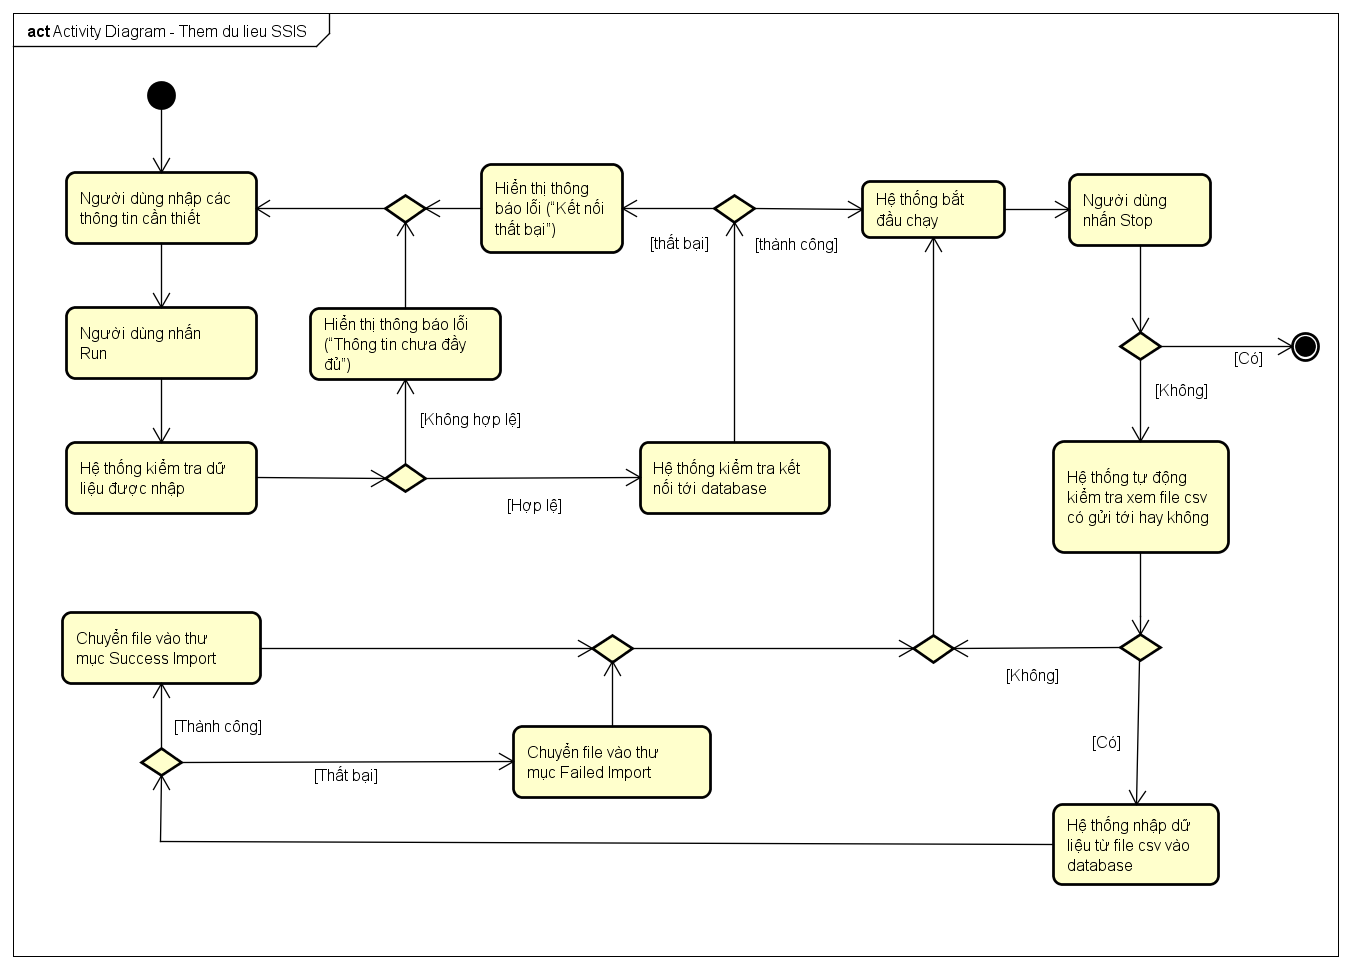 act Activity Diagram - Them du lieu SSIS
Người dùng nhập các
thông tin cần thiết
Hiển thị thông
báo lỗi (“Kết nối
thất bại”)
[thất bại]
[thành công]
Hệ thống bắt
đầu chạy
Người dùng
nhấn Stop
Người dùng nhấn
Run
Hiển thị thông báo lỗi
(“Thông tin chưa đầy
đủ”)
[Có]
[Không]
[Không hợp lệ]
Hệ thống kiểm tra dữ
liệu được nhập
[Hợp lệ]
Hệ thống kiểm tra kết
nối tới database
Hệ thống tự động
kiểm tra xem file csv
có gửi tới hay không
Chuyển file vào thư
mục Success Import
[Không]
[Thành công]
[Thất bại]
Chuyển file vào thư
mục Failed Import
[Có]
Hệ thống nhập dữ
liệu từ file csv vào
database